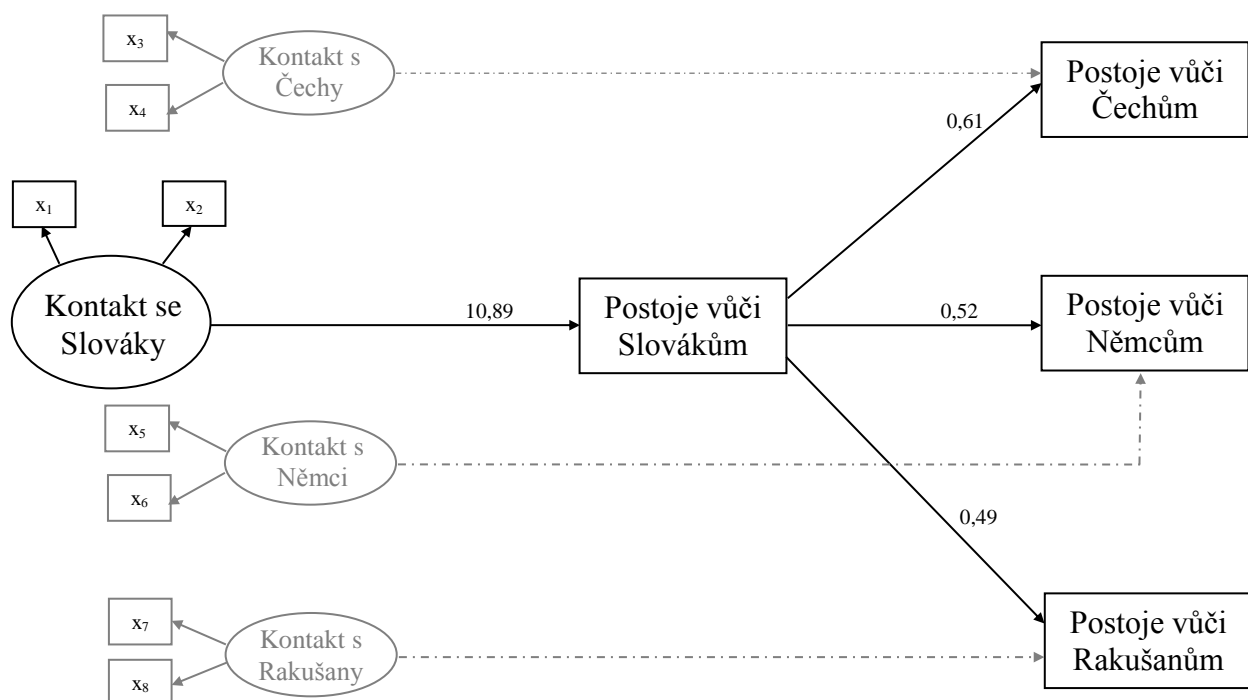 x₃
Kontakt s
Čechy
x₄
Postoje vůči
Čechům
0,61
x₁
x₂
Kontakt se
Slováky
10,89
Postoje vůči
Slovákům
0,52
Postoje vůči
Němcům
x₅
Kontakt s
Němci
x₆
0,49
x₇
Kontakt s
Rakušany
x₈
Postoje vůči
Rakušanům